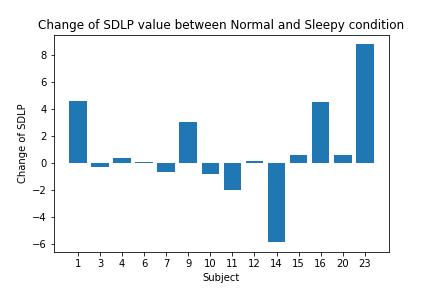 Change of SDLP value between Normal and Sleepy condition
Change of SDLP
8
6
4
2
0
−2
−4
−6
1 3 4 6 7 9 10 11 12 14 15 16 20 23
Subject